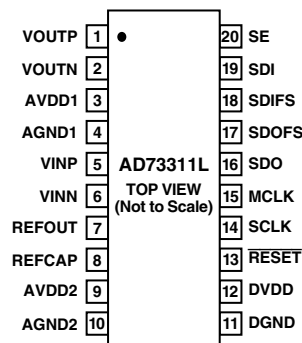 VOUTP 1 20 SE
VOUTN 2 19 SDI
AVDD1 3 18 SDIFS
AGND1 4 17 SDOFS
VINP 5 AD73311L 16 SDO
TOP VIEW
VINN 6 (Not to Scale) 15 MCLK
REFOUT 7 14 SCLK
REFCAP 8 13 RESET
AVDD2 9 12 DVDD
AGND2 10 11 DGND